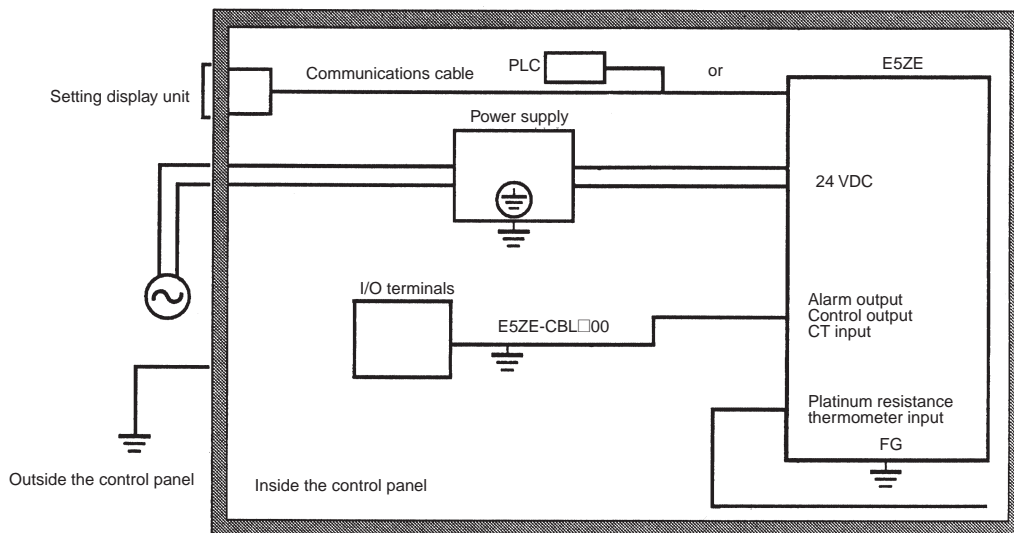 E5ZE
PLC
or
Communications cable
Setting display unit
Power supply
24 VDC
I/O terminals
Alarm output
Control output
CT input
E5ZE-CBL□00
Platinum resistance
thermometer input
FG
Outside the control panel
Inside the control panel